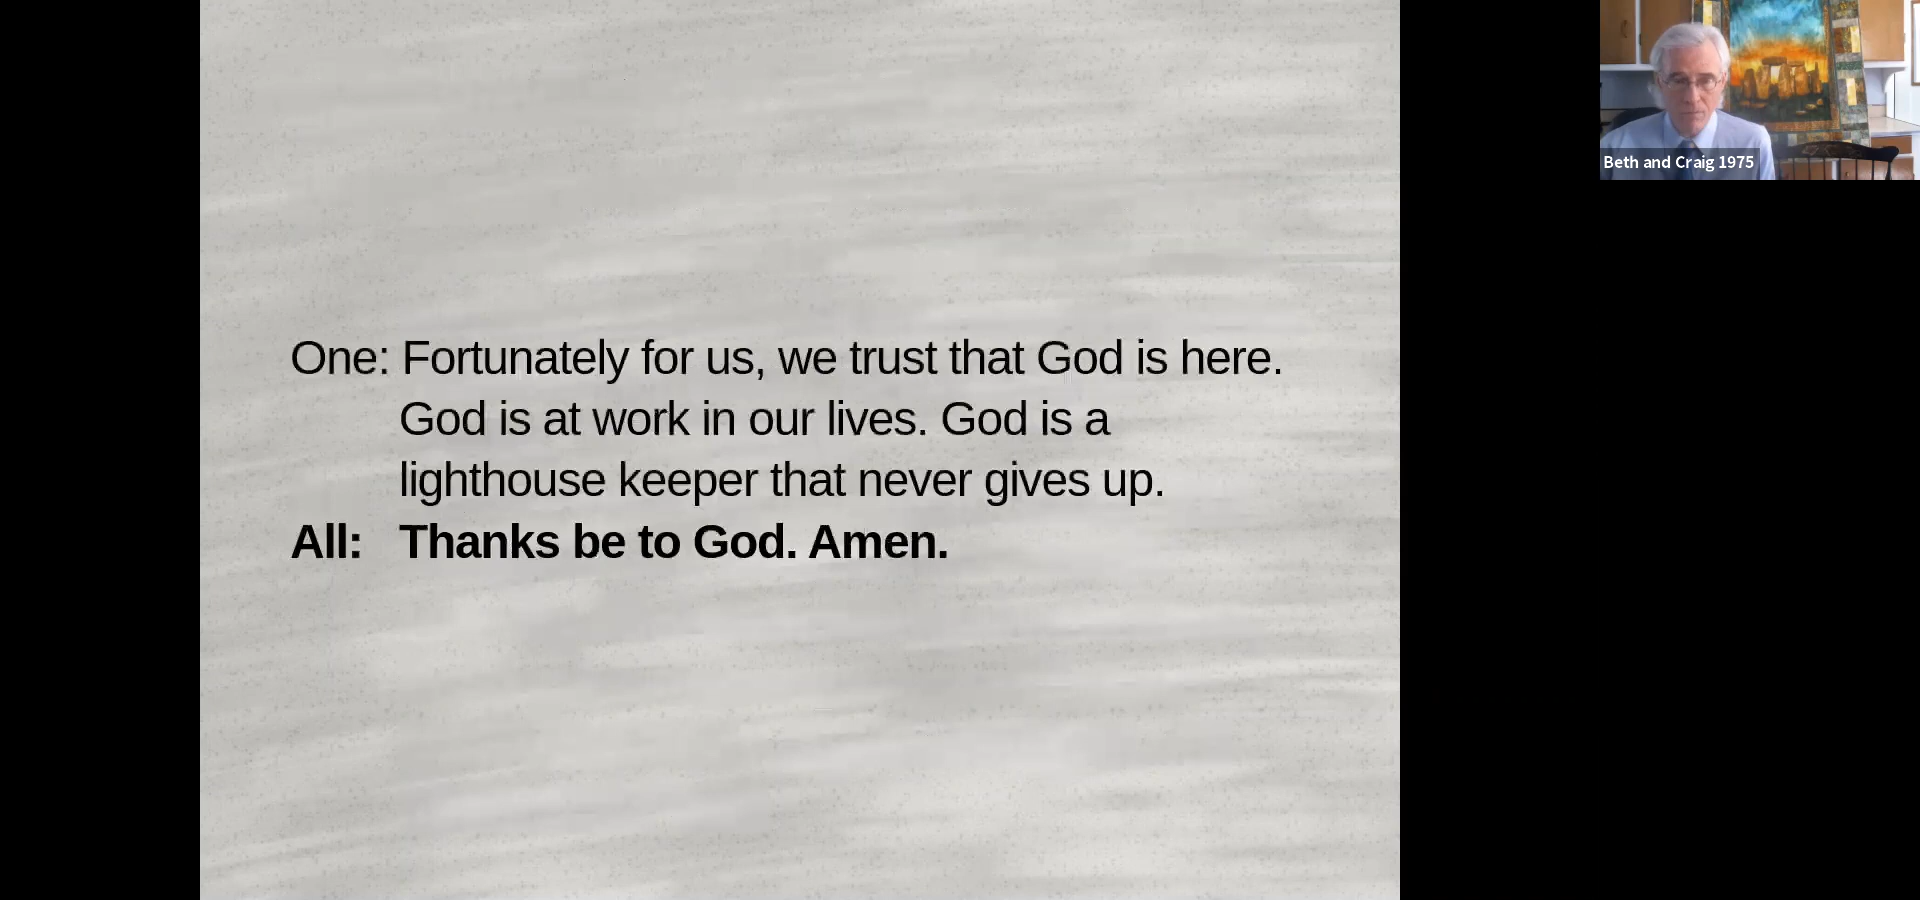 One: Fortunately for us, we trust that God is here.
God is at work in our lives. God is a
lighthouse keeper that never gives up.
All: Thanks be to God. Amen.
Beth and Craig 1975